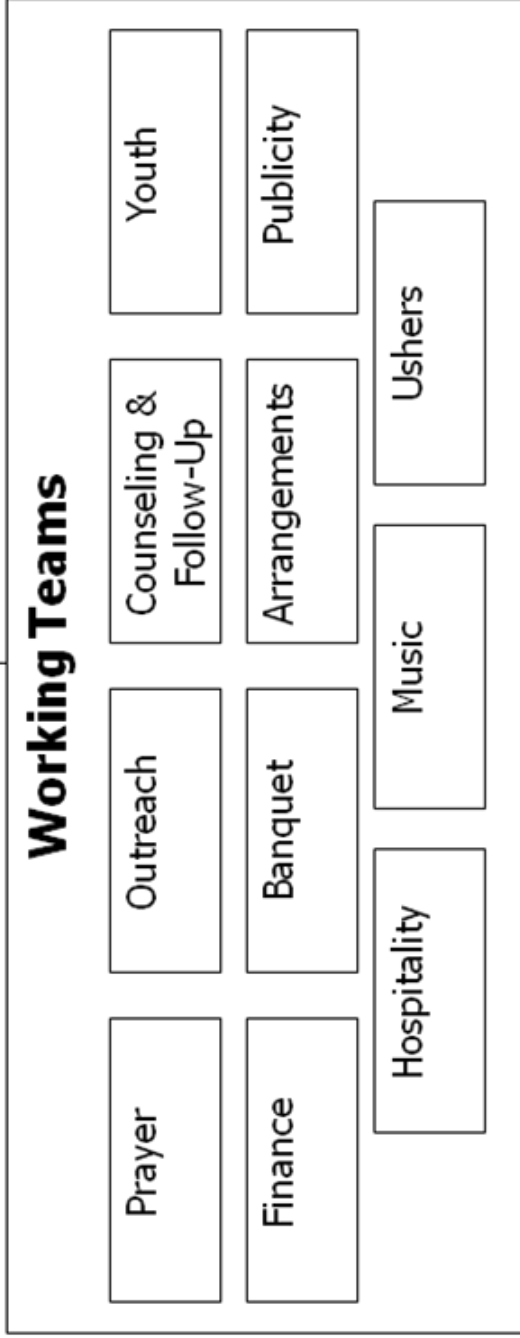 Working Teams
Prayer
Outreach
Counseling &
Follow-Up
Youth
Finance
Banquet
Arrangements
Publicity
Hospitality
Music
Ushers